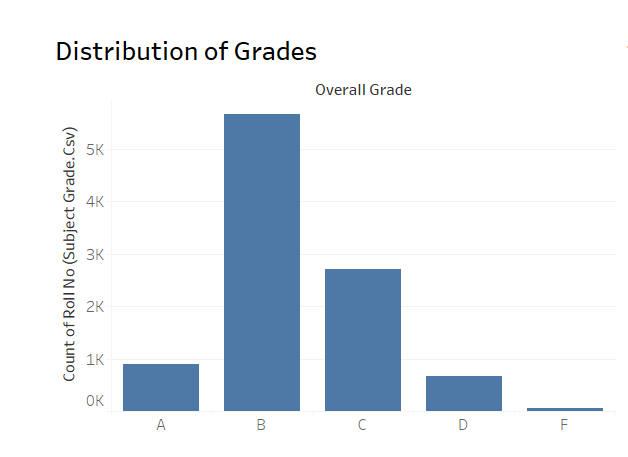 Distribution of Grades
Overall Grade
Count of Roll No (Subject Grade.Csv)
5K
4K
3K
2K
1K
0K
A B C D F